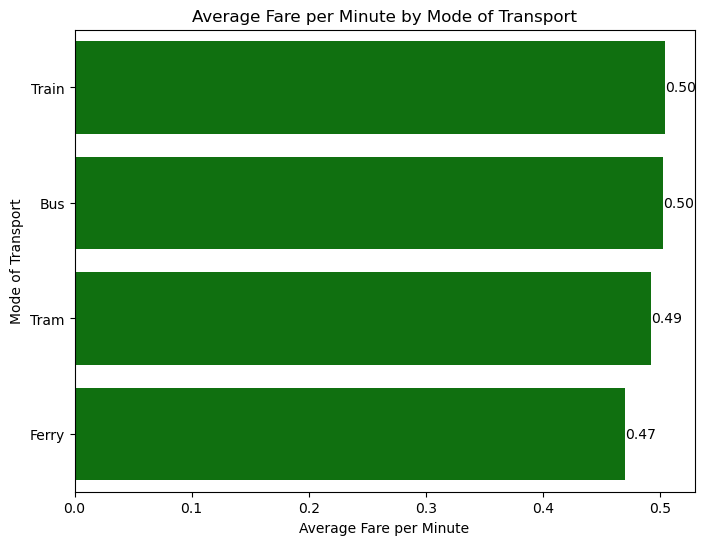 Average Fare per Minute by Mode of Transport
Mode of Transport
Train
0.50
Bus
0.50
Tram
0.49
Ferry
0.47
0.0 0.1 0.2 0.3 0.4 0.5
Average Fare per Minute